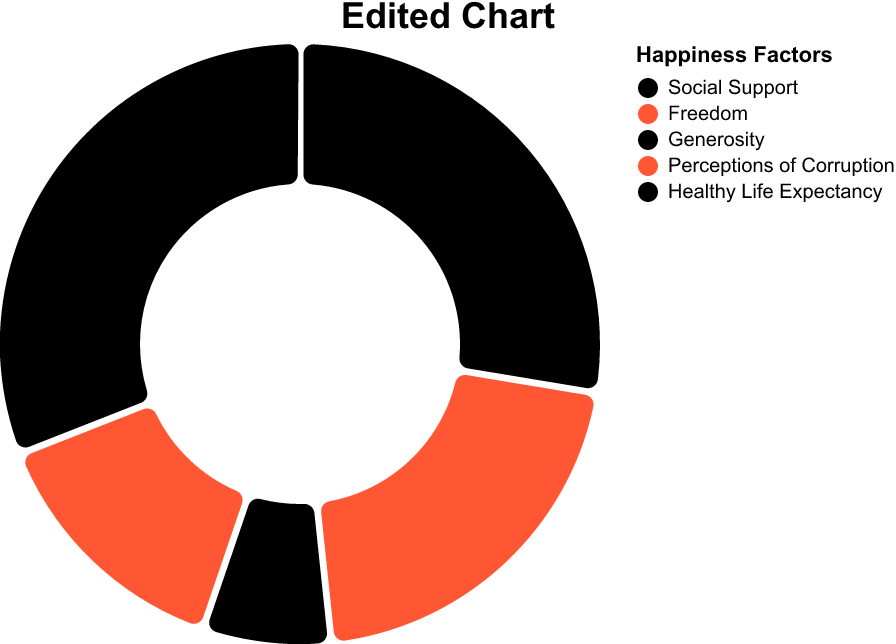 Edited Chart
Happiness Factors
Social Support
Freedom
Generosity
Perceptions of Corruption
Healthy Life Expectancy